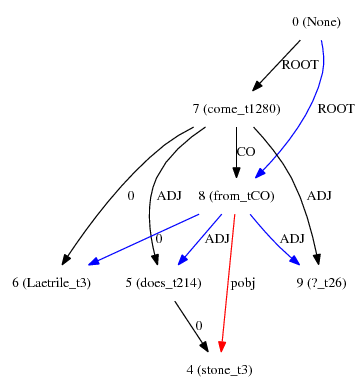 0 (None)
ROOT
7 (come_t1280)
ROOT
CO
0
ADJ
8 (from_tCO)
ADJ
0
ADJ
ADJ
6 (Laetrile_t3)
5 (does_t214)
pobj
9 (?_t26)
0
4 (stone_t3)